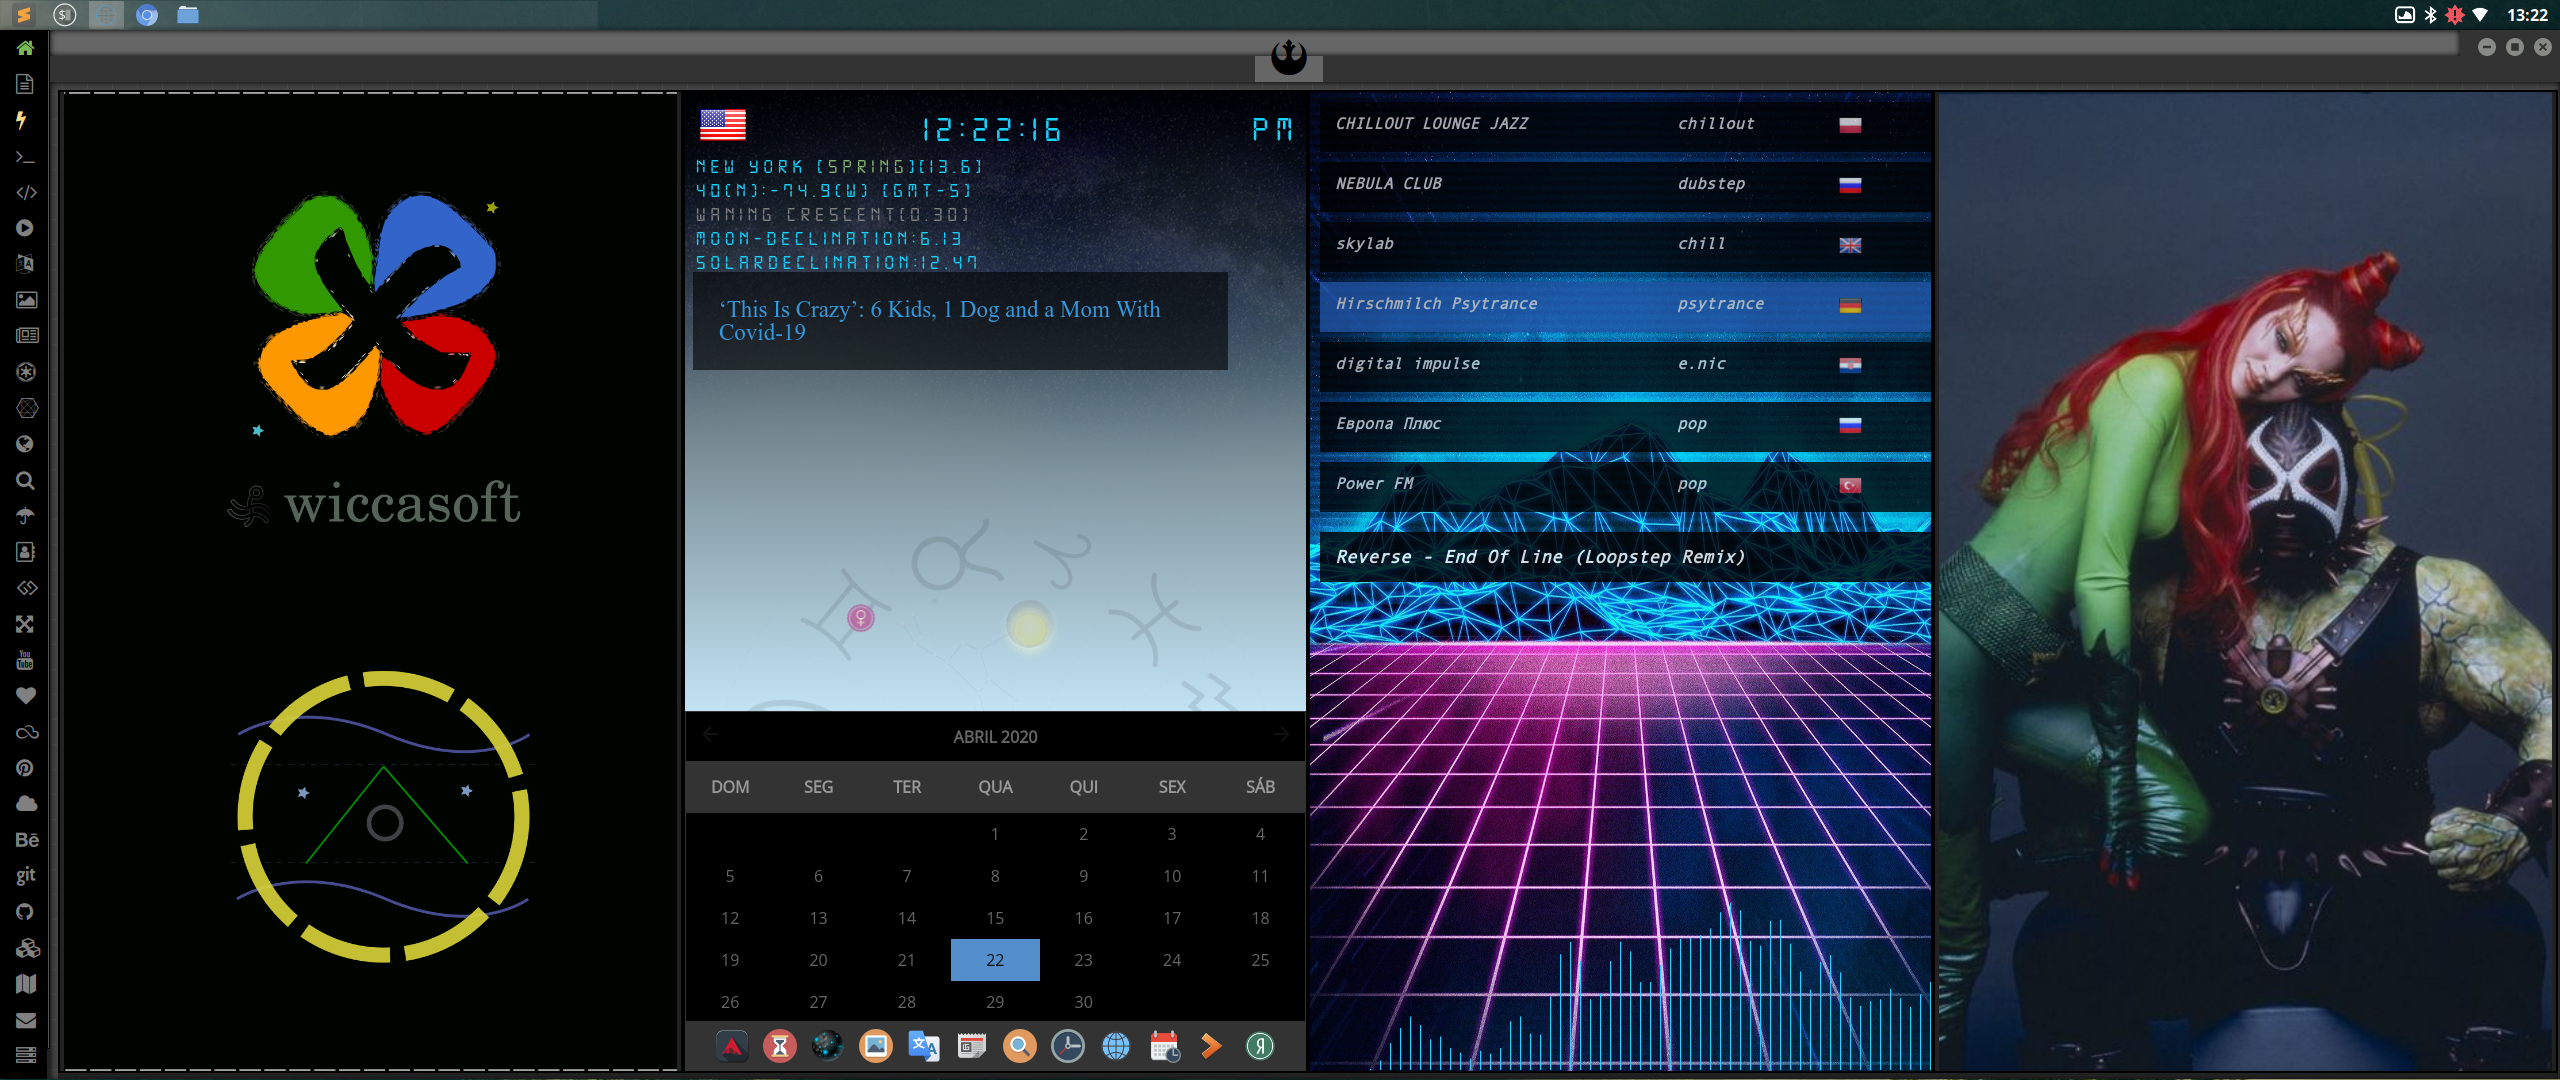 13:22
You
Tube
Bē
git
wiccasoft
12:22:16 PM
NEW YORK [SPRING][13.6]
40(N):-74.9(W) [GMT-5]
WANING CRESCENT[0.30]
MOON-DECLINATION:6.13
SOLARDECLINATION:12.47
‘This Is Crazy’: 6 Kids, 1 Dog and a Mom With
Covid-19
ABRIL 2020
DOM SEG TER QUA QUI SEX SÁB
1 2 3 4
5 6 7 8 9 10 11
12 13 14 15 16 17 18
19 20 21 22 23 24 25
26 27 28 29 30
CHILLOUT LOUNGE JAZZ chillout
NEBULA CLUB dubstep
skylab chill
Hirschmilch Psytrance psytrance
digital impulse e.nic
Европа Плюс pop
Power FM pop
Reverse - End Of Line (Loopstep Remix)